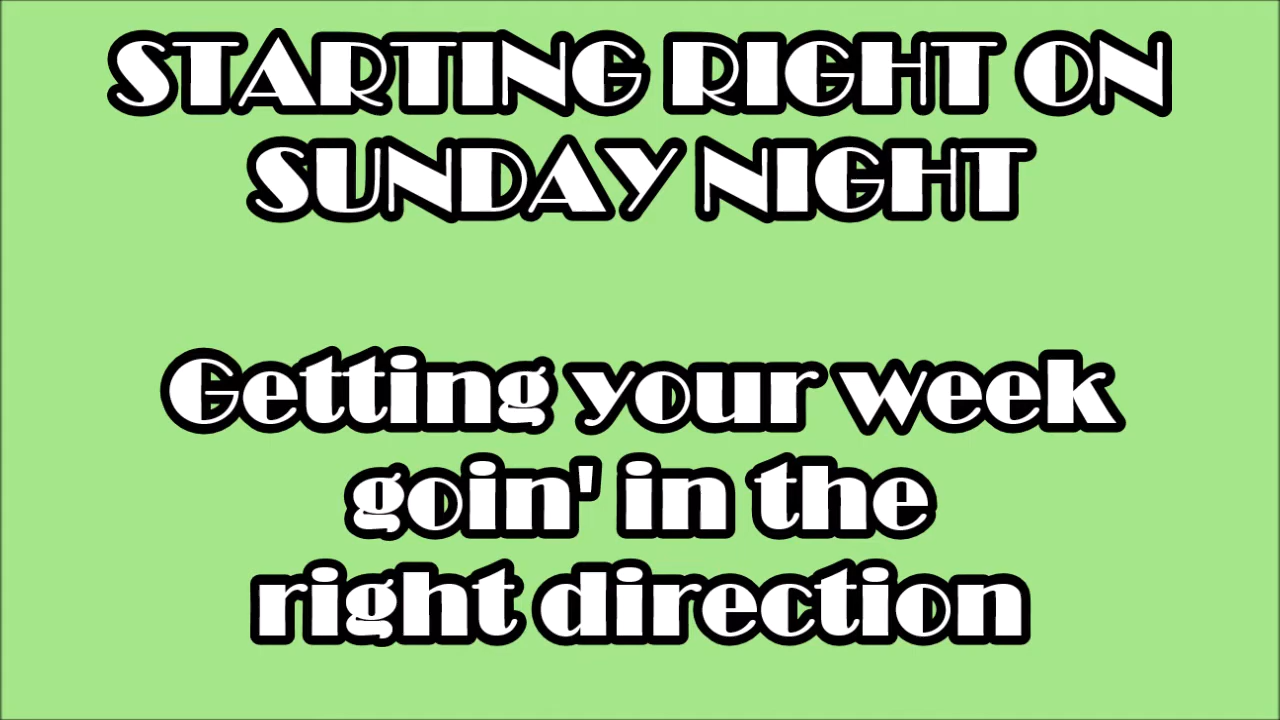 STARTING RIGHT ON
SUNDAY NIGHT
Getting your week
goin' in the
right direction